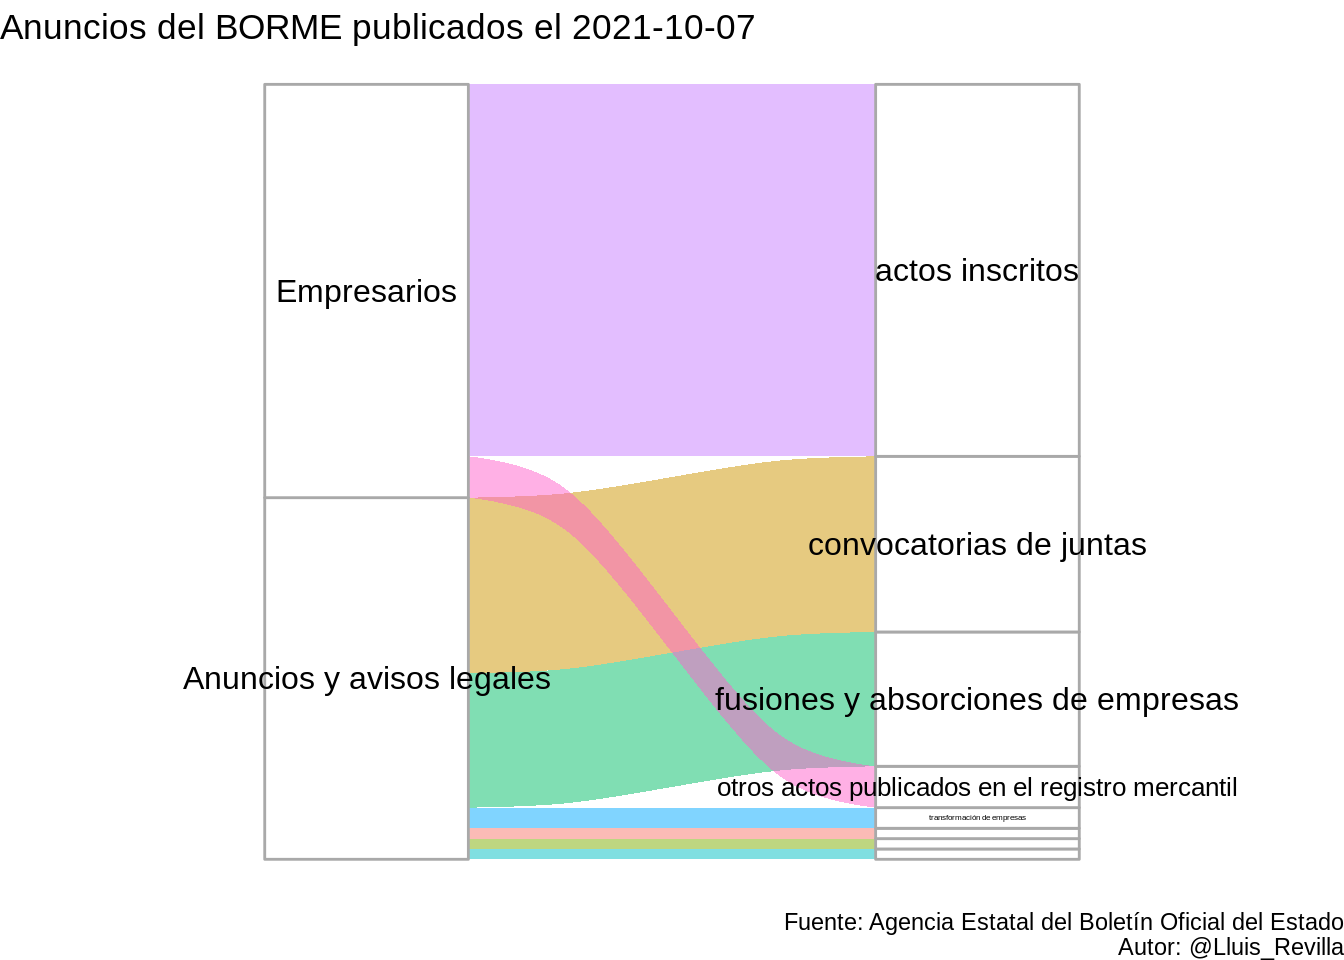 Anuncios del BORME publicados el 2021-10-07
Empresarios
actos inscritos
convocatorias de juntas
Anuncios y avisos legales
fusiones y absorciones de empresas
otros actos publicados en el registro mercantil
transformación de empresas
Fuente: Agencia Estatal del Boletín Oficial del Estado
Autor: @Lluis_Revilla